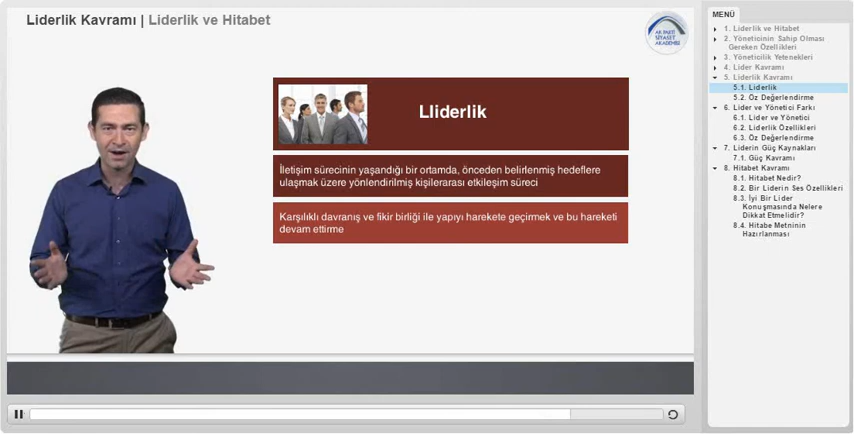 Liderlik Kavramı | Liderlik ve Hitabet
AK PARTİ
SİYASET
AKADEMİSİ
Lliderlik
İletişim sürecinin yaşandığı bir ortamda, önceden belirlenmiş hedeflere
ulaşmak üzere yönlendirilmiş kişilerarası etkileşim süreci
Karşılıklı davranış ve fikir birliği ile yapıyı harekete geçirmek ve bu hareketi
devam ettirme
MENÜ
1. Liderlik ve Hitabet
2. Yöneticinin Sahip Olması
Gereken Özellikleri
3. Yöneticilik Yetenekleri
4. Lider Kavramı
5. Liderlik Kavramı
5.1. Liderlik
5.2. Öz Değerlendirme
6. Lider ve Yönetici Farkı
6.1. Lider ve Yönetici
6.2. Liderlik Özellikleri
6.3. Öz Değerlendirme
7. Liderin Güç Kaynakları
7.1. Güç Kavramı
8. Hitabet Kavramı
8.1. Hitabet Nedir?
8.2. Bir Liderin Ses Özellikleri
8.3. İyi Bir Lider
Konuşmasında Nelere
Dikkat Etmelidir?
8.4. Hitabe Metninin
Hazırlanması